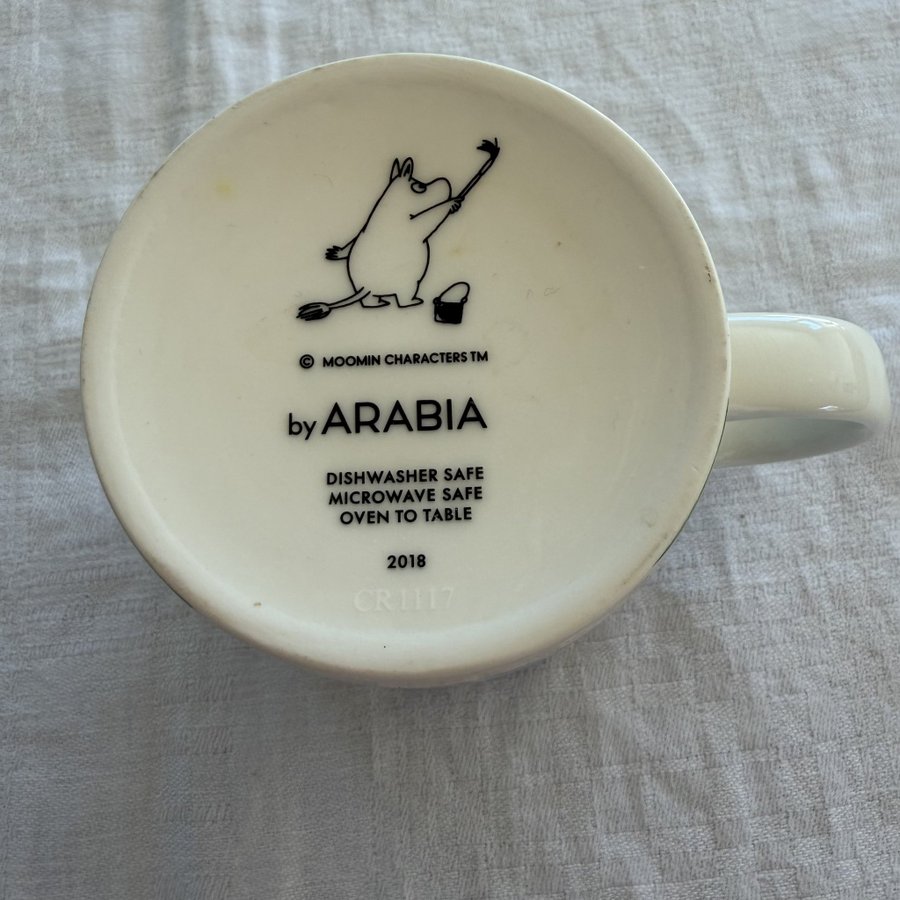 © MOOMIN CHARACTERS TM
by ARABIA
DISHWASHER SAFE
MICROWAVE SAFE
OVEN TO TABLE
2018
CR1117